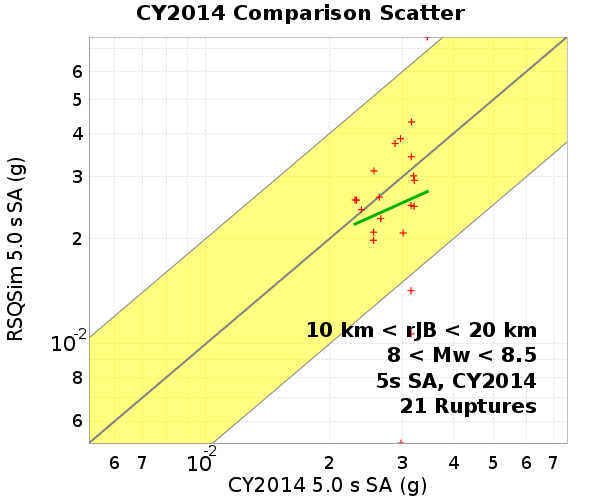 CY2014 Comparison Scatter
RSQSim 5.0 s SA (g)
6
5
4
3
2
10-2
8
6
10 km < rJB < 20 km
8 < Mw < 8.5
5s SA, CY2014
21 Ruptures
6 7 10-2 2 3 4 5 6 7
CY2014 5.0 s SA (g)